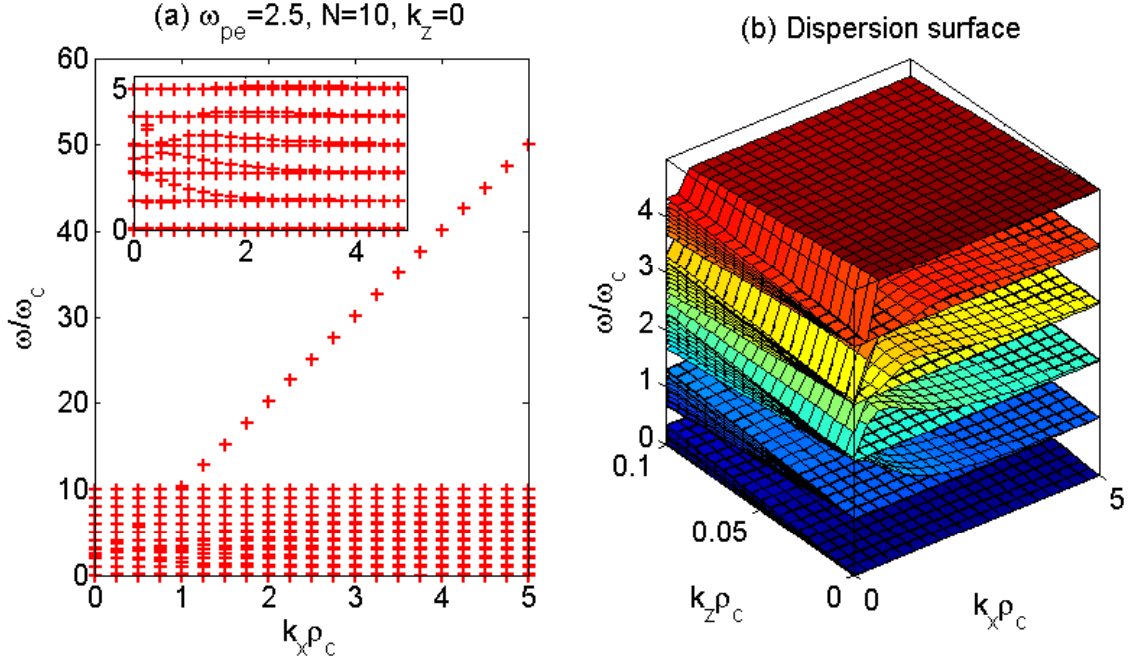 (a) ω_pe=2.5, N=10, k_z=0
60
50
40
30
20
10
0
5
0
0 2 4
0 1 2 3 4 5
ω/ω_c
k_xρ_c
(b) Dispersion surface
4
3
2
1
0
0.1
0.05
0
0
5
ω/ω_c
k_zρ_c
k_xρ_c